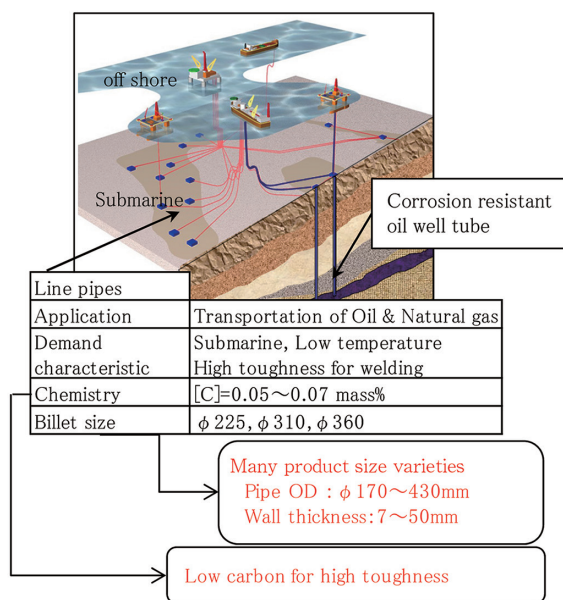 off shore
Submarine
Corrosion resistant
oil well tube
Line pipes
Application Transportation of Oil & Natural gas
Demand characteristic Submarine, Low temperature
High toughness for welding
Chemistry [C]=0.05～0.07 mass%
Billet size φ225, φ310, φ360
Many product size varieties
Pipe OD : φ170～430mm
Wall thickness:7～50mm
Low carbon for high toughness